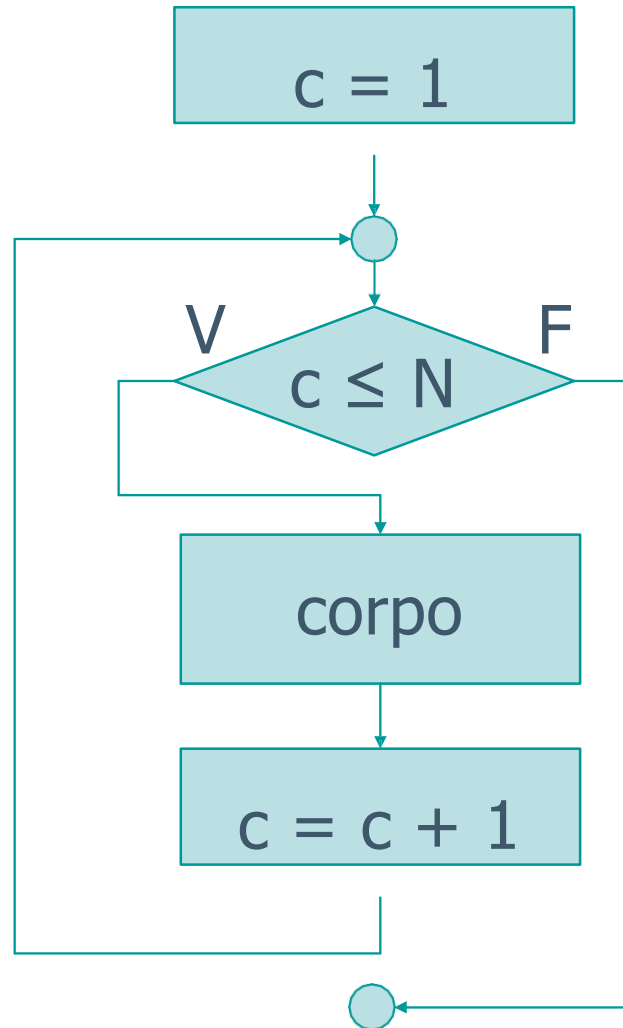 c = 1
V
F
c ≤ N
corpo
c = c + 1